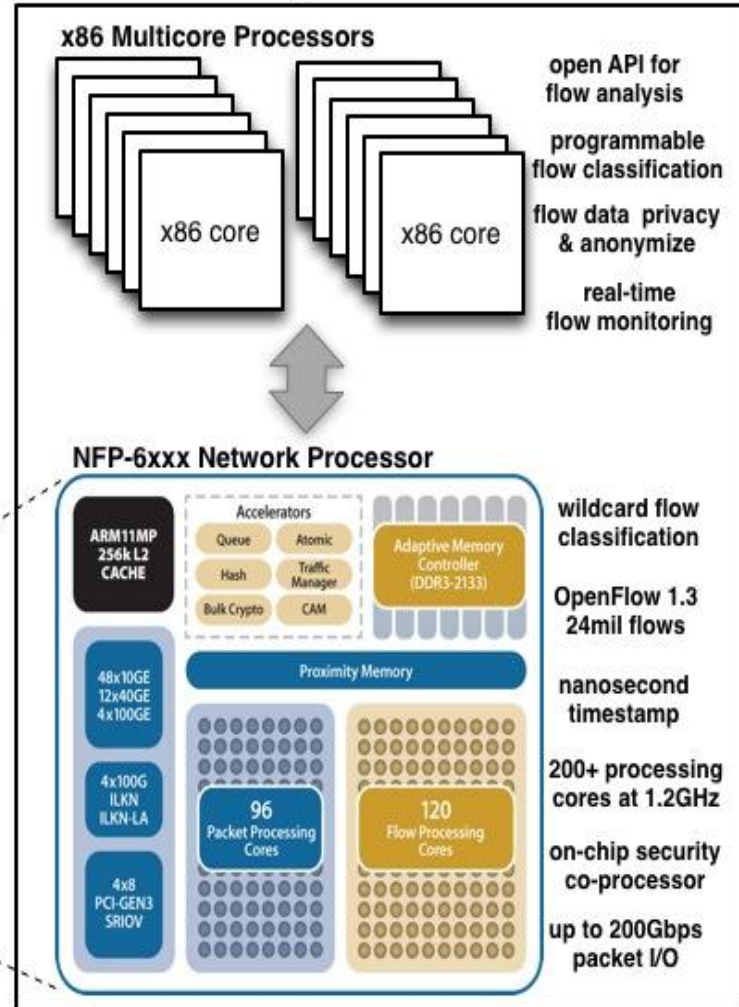 x86 Multicore Processors
x86 core
x86 core
open API for
flow analysis
programmable
flow classification
flow data privacy
& anonymize
real-time
flow monitoring
NFP-6xxx Network Processor
ARM11MP
256k L2
CACHE
Accelerators
Queue
Atomic
Hash
Traffic
Manager
Bulk Crypto
CAM
Adaptive Memory
Controller
(DDR3-2133)
48x10GE
12x40GE
4x100GE
Proximity Memory
4x100G
ILKN
ILKN-LA
96
Packet Processing
Cores
120
Flow Processing
Cores
4x8
PCI-GEN3
SRIOV
wildcard flow
classification
OpenFlow 1.3
24mil flows
nanosecond
timestamp
200+ processing
cores at 1.2GHz
on-chip security
co-processor
up to 200Gbps
packet I/O